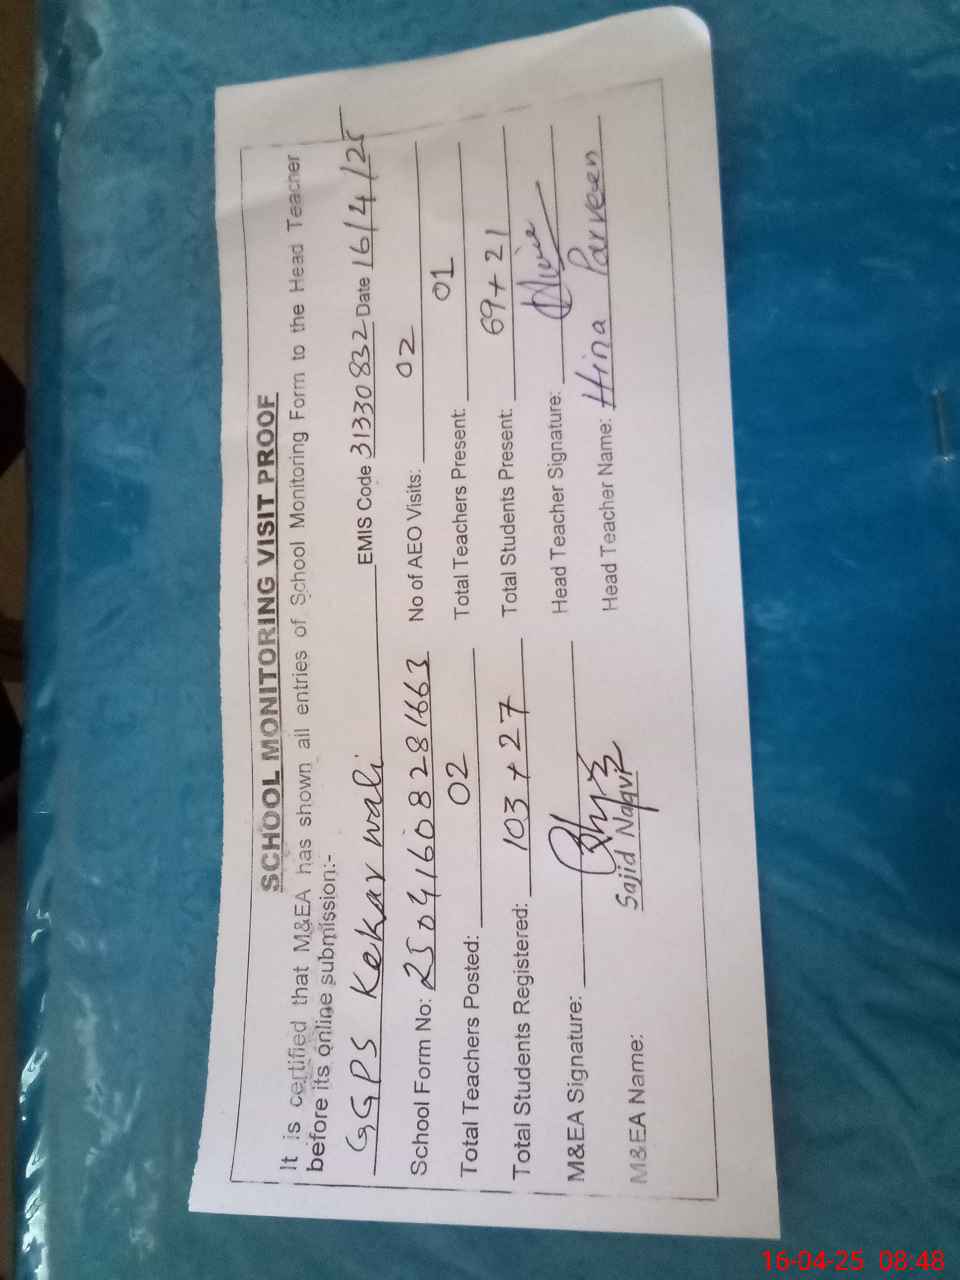 SCHOOL MONITORING VISIT PROOF
It is certified that M&EA has shown all entries of School Monitoring Form to the Head Teacher
before its online submission:-
GGPS Kekar wali EMIS Code 31330832 Date 16/4/25
School Form No: 25041608281663 No of AEO Visits: 02
Total Teachers Posted: 02 Total Teachers Present: 01
Total Students Registered: 103 + 27 Total Students Present: 69 + 21
M&EA Signature: Head Teacher Signature:
M&EA Name: Sajid Naqvi Head Teacher Name: Hina Parveen
16-04-25 08:48